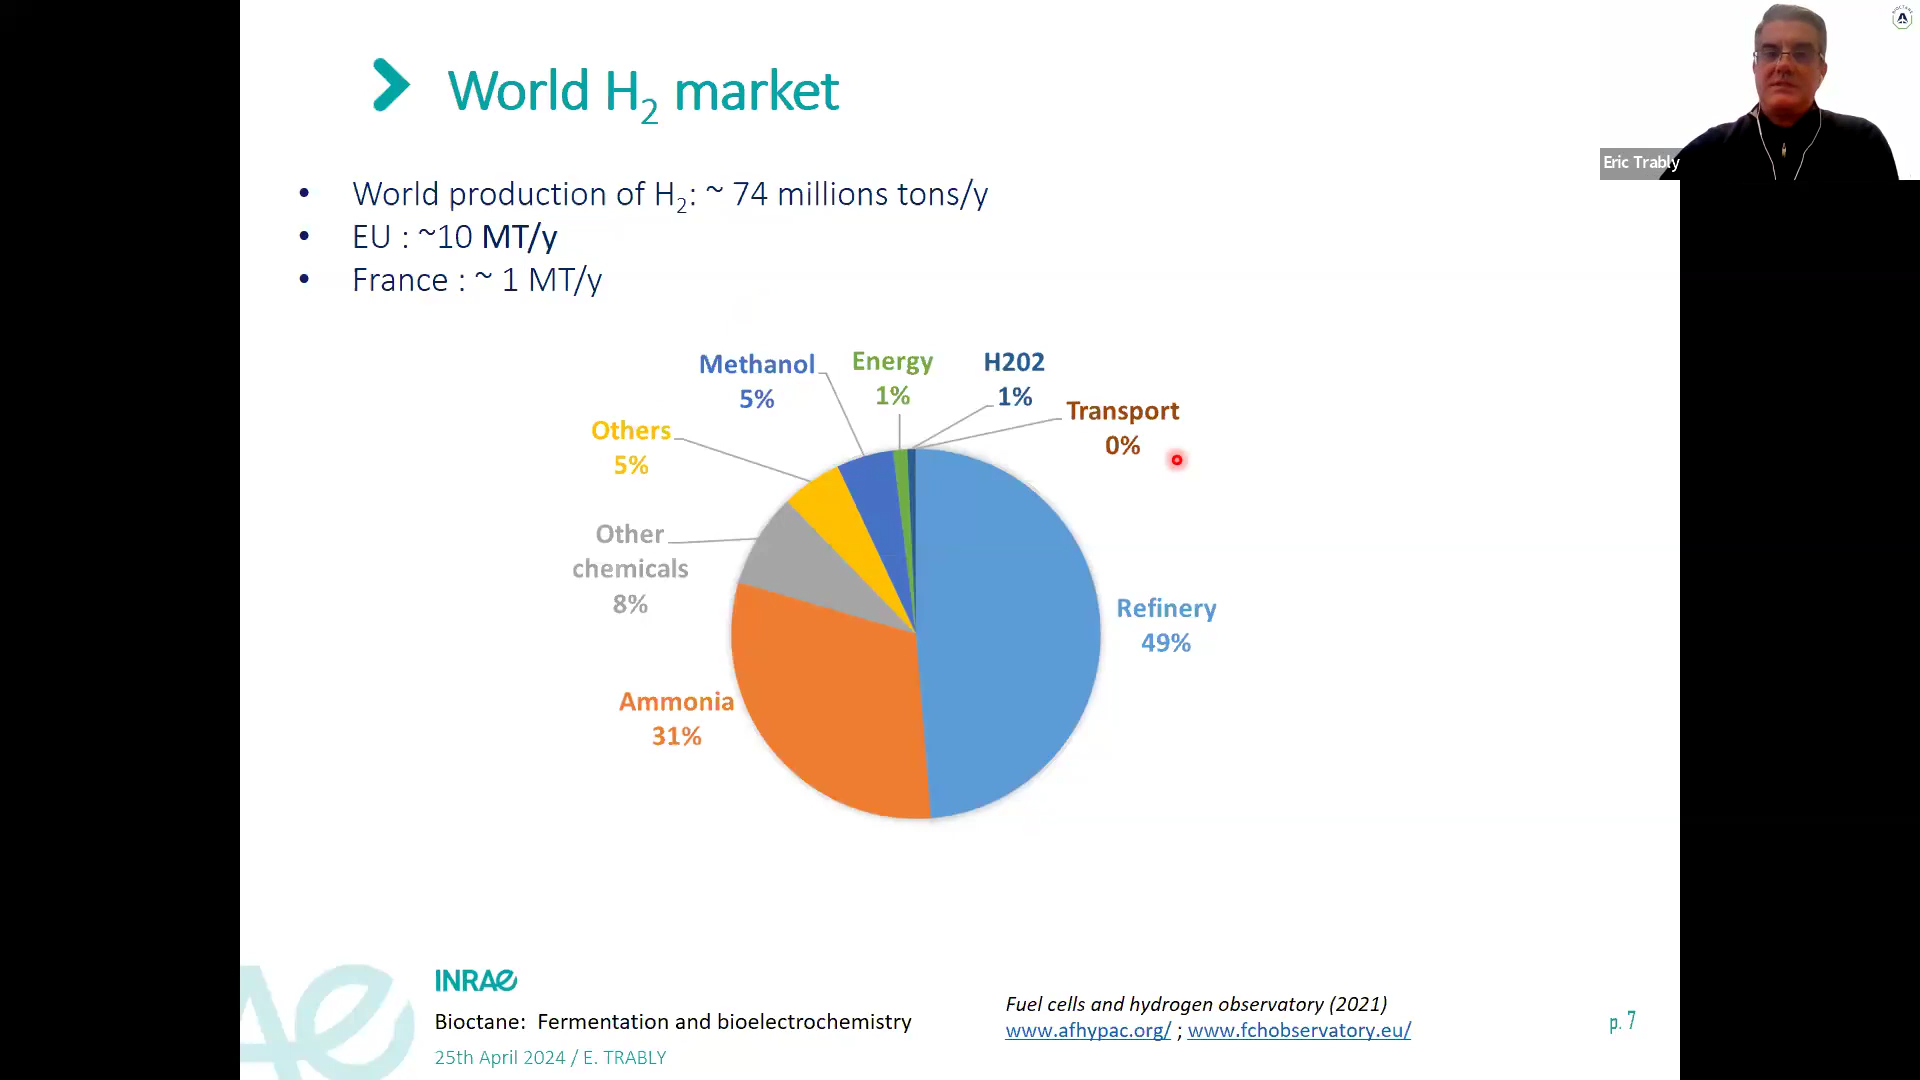 World H2 market
Eric Trably
• World production of H2: ~ 74 millions tons/y
• EU : ~10 MT/y
• France : ~ 1 MT/y
Methanol
5%
Energy
1%
H202
1%
Transport
0%
Others
5%
Other
chemicals
8%
Refinery
49%
Ammonia
31%
INRAE
Bioctane: Fermentation and bioelectrochemistry
25th April 2024 / E. TRABLY
Fuel cells and hydrogen observatory (2021)
www.afhypac.org/ ; www.fchobservatory.eu/
p. 7